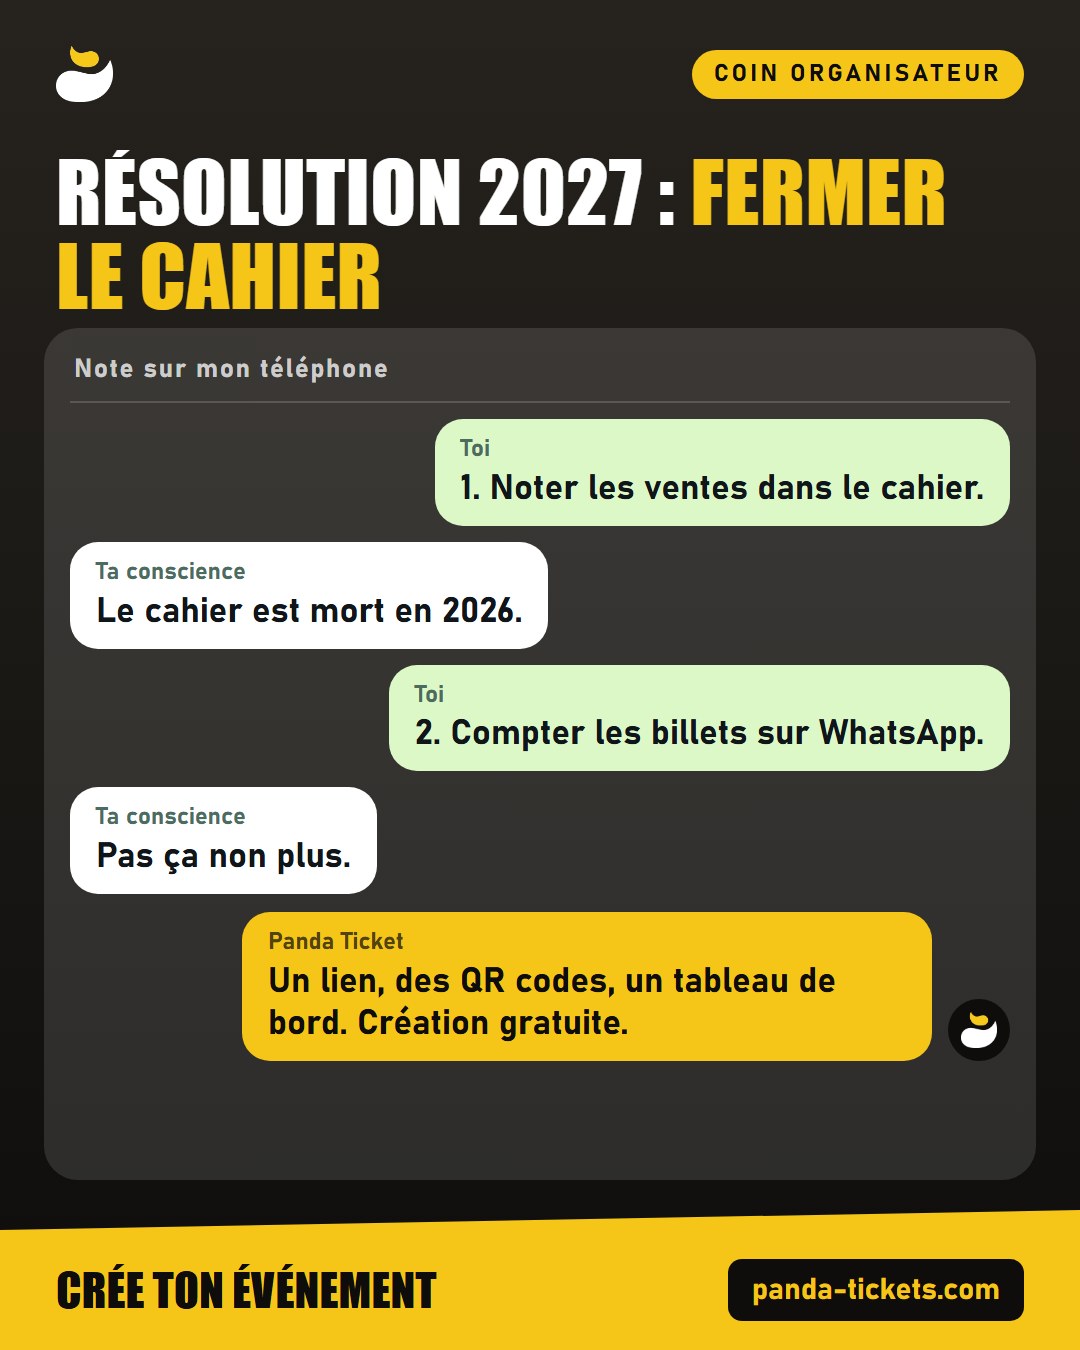 COIN ORGANISATEUR
RÉSOLUTION 2027 : FERMER
LE CAHIER
Note sur mon téléphone
Toi
1. Noter les ventes dans le cahier.
Ta conscience
Le cahier est mort en 2026.
Toi
2. Compter les billets sur WhatsApp.
Ta conscience
Pas ça non plus.
Panda Ticket
Un lien, des QR codes, un tableau de
bord. Création gratuite.
CRÉE TON ÉVÉNEMENT
panda-tickets.com